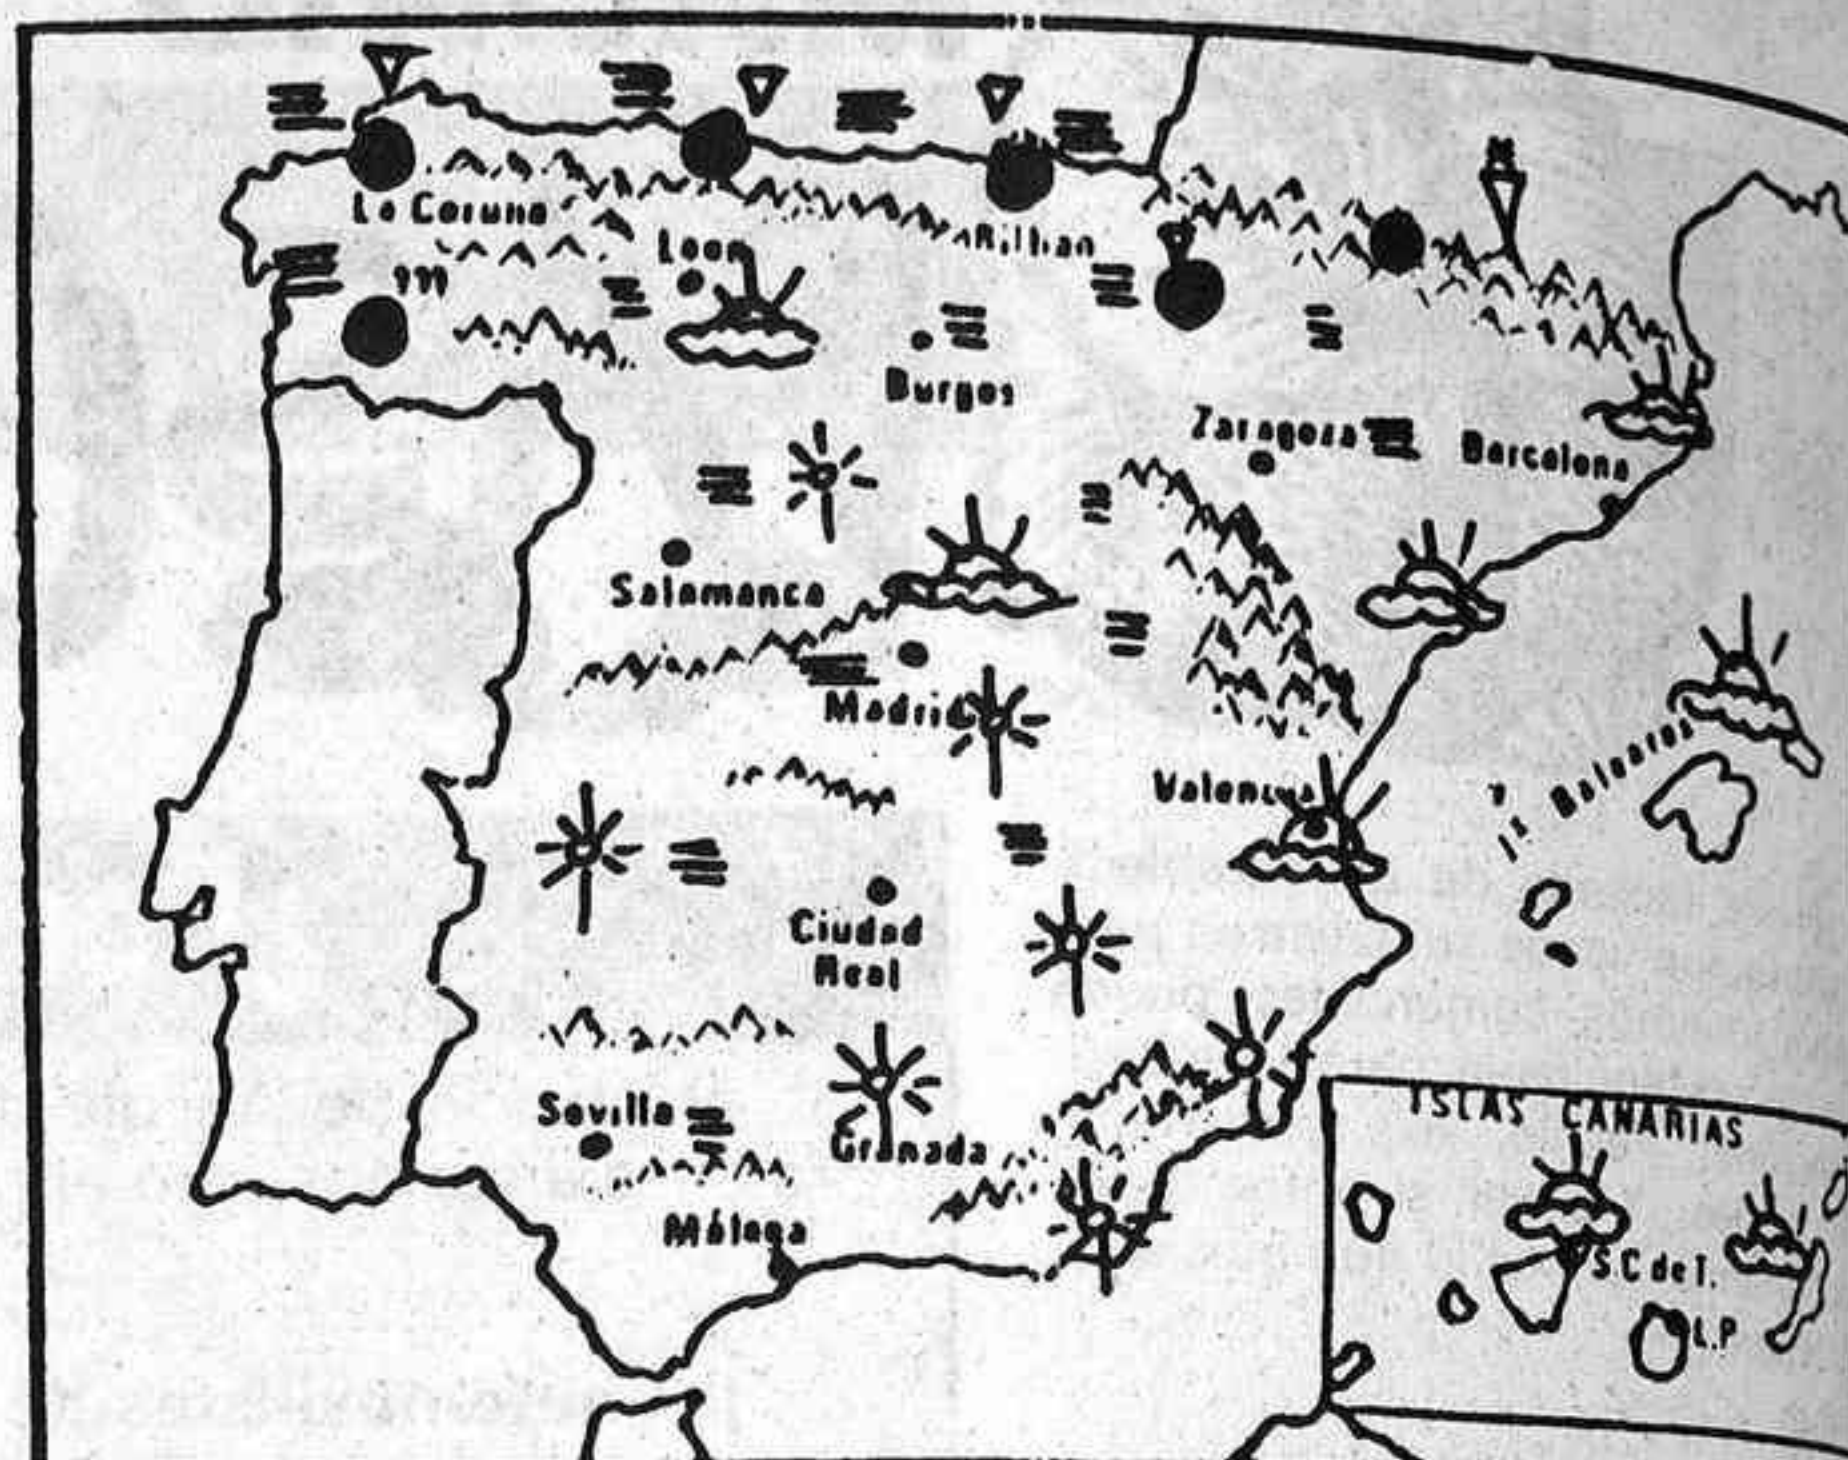 La Coruna
Leon
Bilbao
Burgos
Zaragoza
Barcelona
Salamanca
Madrid
Valencia
Baleares
Ciudad
Real
Sevilla
Granada
Málaga
ISLAS CANARIAS
S.C de T.
L.P